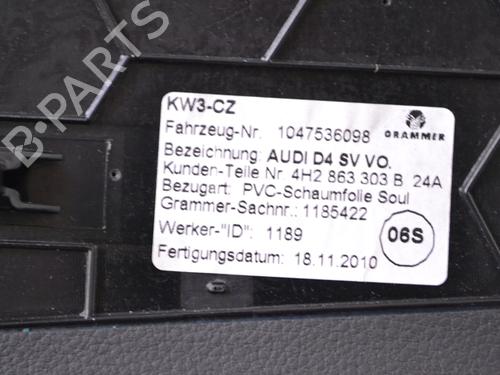 B-PARTS
KW3-CZ
GRAMMER
Fahrzeug-Nr. 1047536098
Bezeichnung: AUDI D4 SV VO.
Kunden-Teile Nr 4H2 863 303 B 24A
Bezugart: PVC-Schaumfolie Soul
Grammer-Sachnr.: 1185422
Werker-"ID": 1189
06S
Fertigungsdatum: 18.11.2010